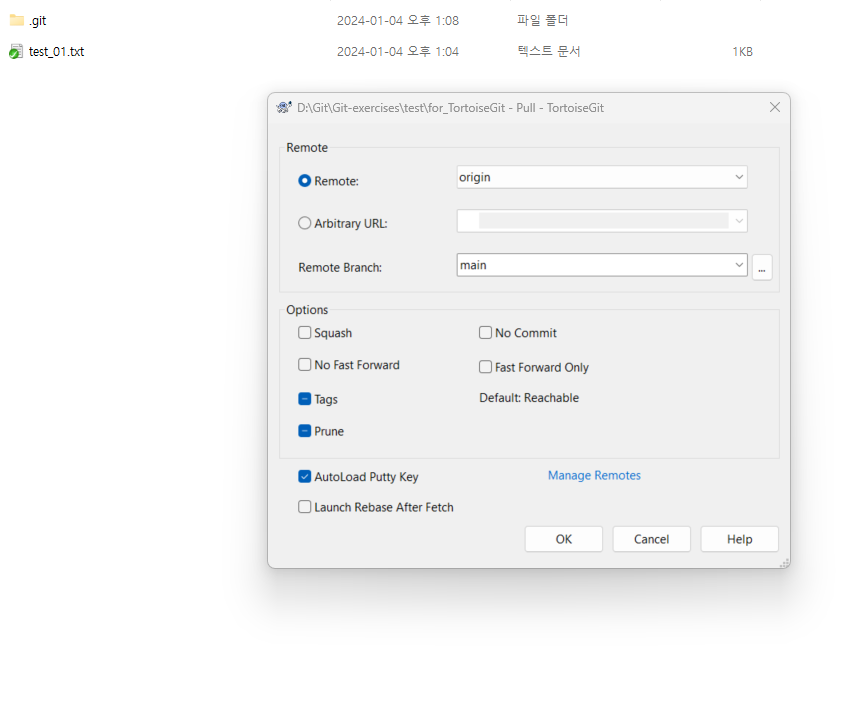 .git 2024-01-04 오후 1:08 파일 폴더
test_01.txt 2024-01-04 오후 1:04 텍스트 문서 1KB
D:\Git\Git-exercises\test\for_TortoiseGit - Pull - TortoiseGit
Remote
Remote: origin
Arbitrary URL:
Remote Branch: main ...
Options
Squash No Commit
No Fast Forward Fast Forward Only
Tags Default: Reachable
Prune
AutoLoad Putty Key Manage Remotes
Launch Rebase After Fetch
OK Cancel Help